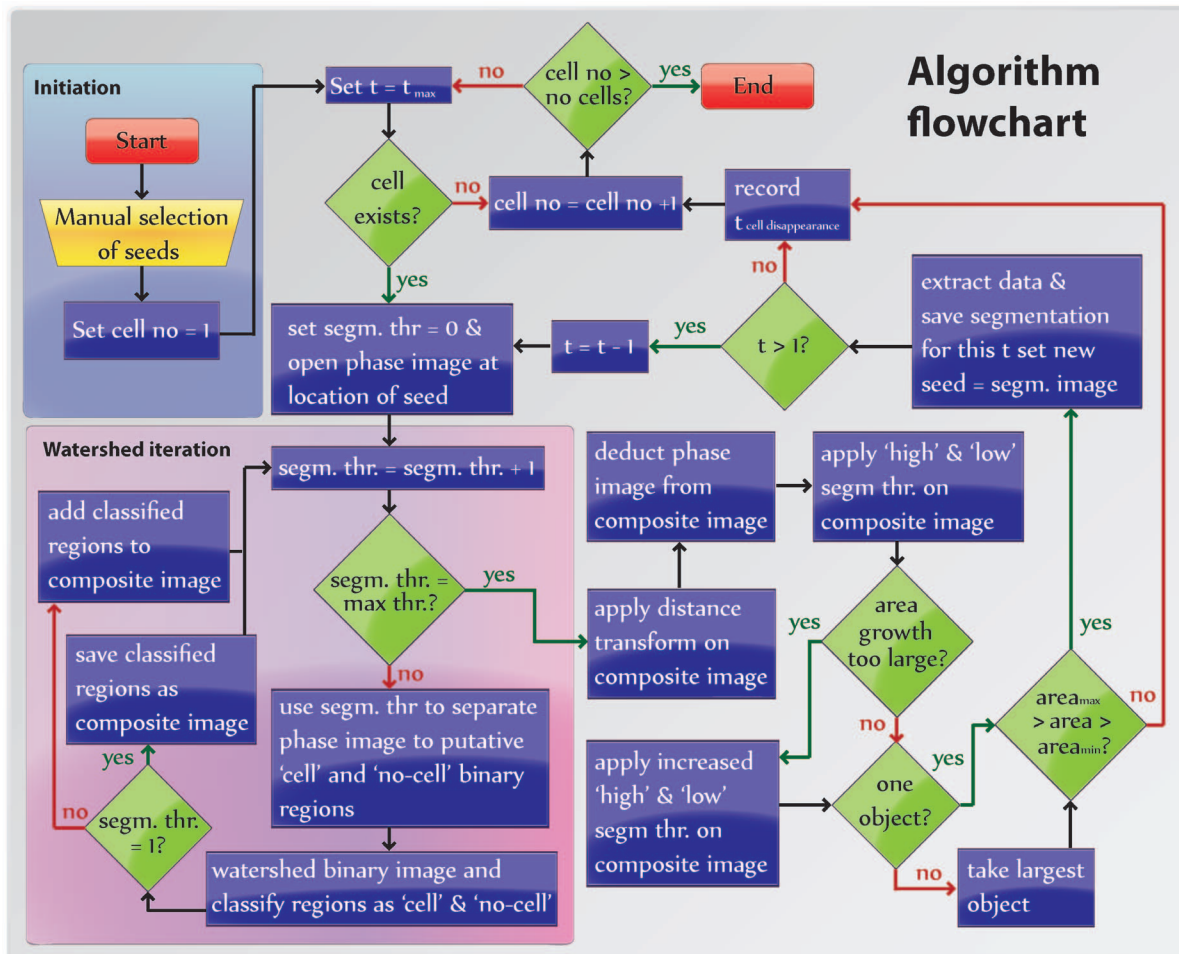 Algorithm
flowchart
Initiation
Start
Manual selection
of seeds
Set cell no = 1
Set t = t max
no
cell no >
no cells?
yes
End
cell
exists?
no
cell no = cell no +1
record
t cell disappearance
yes
no
set segm. thr = 0 &
open phase image at
location of seed
t = t - 1
yes
t > 1?
extract data &
save segmentation
for this t set new
seed = segm. image
Watershed iteration
segm. thr. = segm. thr. + 1
add classified
regions to
composite image
segm. thr. =
max thr.?
yes
no
save classified
regions as
composite image
yes
no
segm. thr.
= 1?
use segm. thr to separate
phase image to putative
'cell' and 'no-cell' binary
regions
watershed binary image and
classify regions as 'cell' & 'no-cell'
deduct phase
image from
composite image
apply 'high' & 'low'
segm thr. on
composite image
apply distance
transform on
composite image
yes
area
growth
too large?
no
apply increased
'high' & 'low'
segm thr. on
composite image
one
object?
yes
no
take largest
object
yes
areamax
> area >
areamin?
no